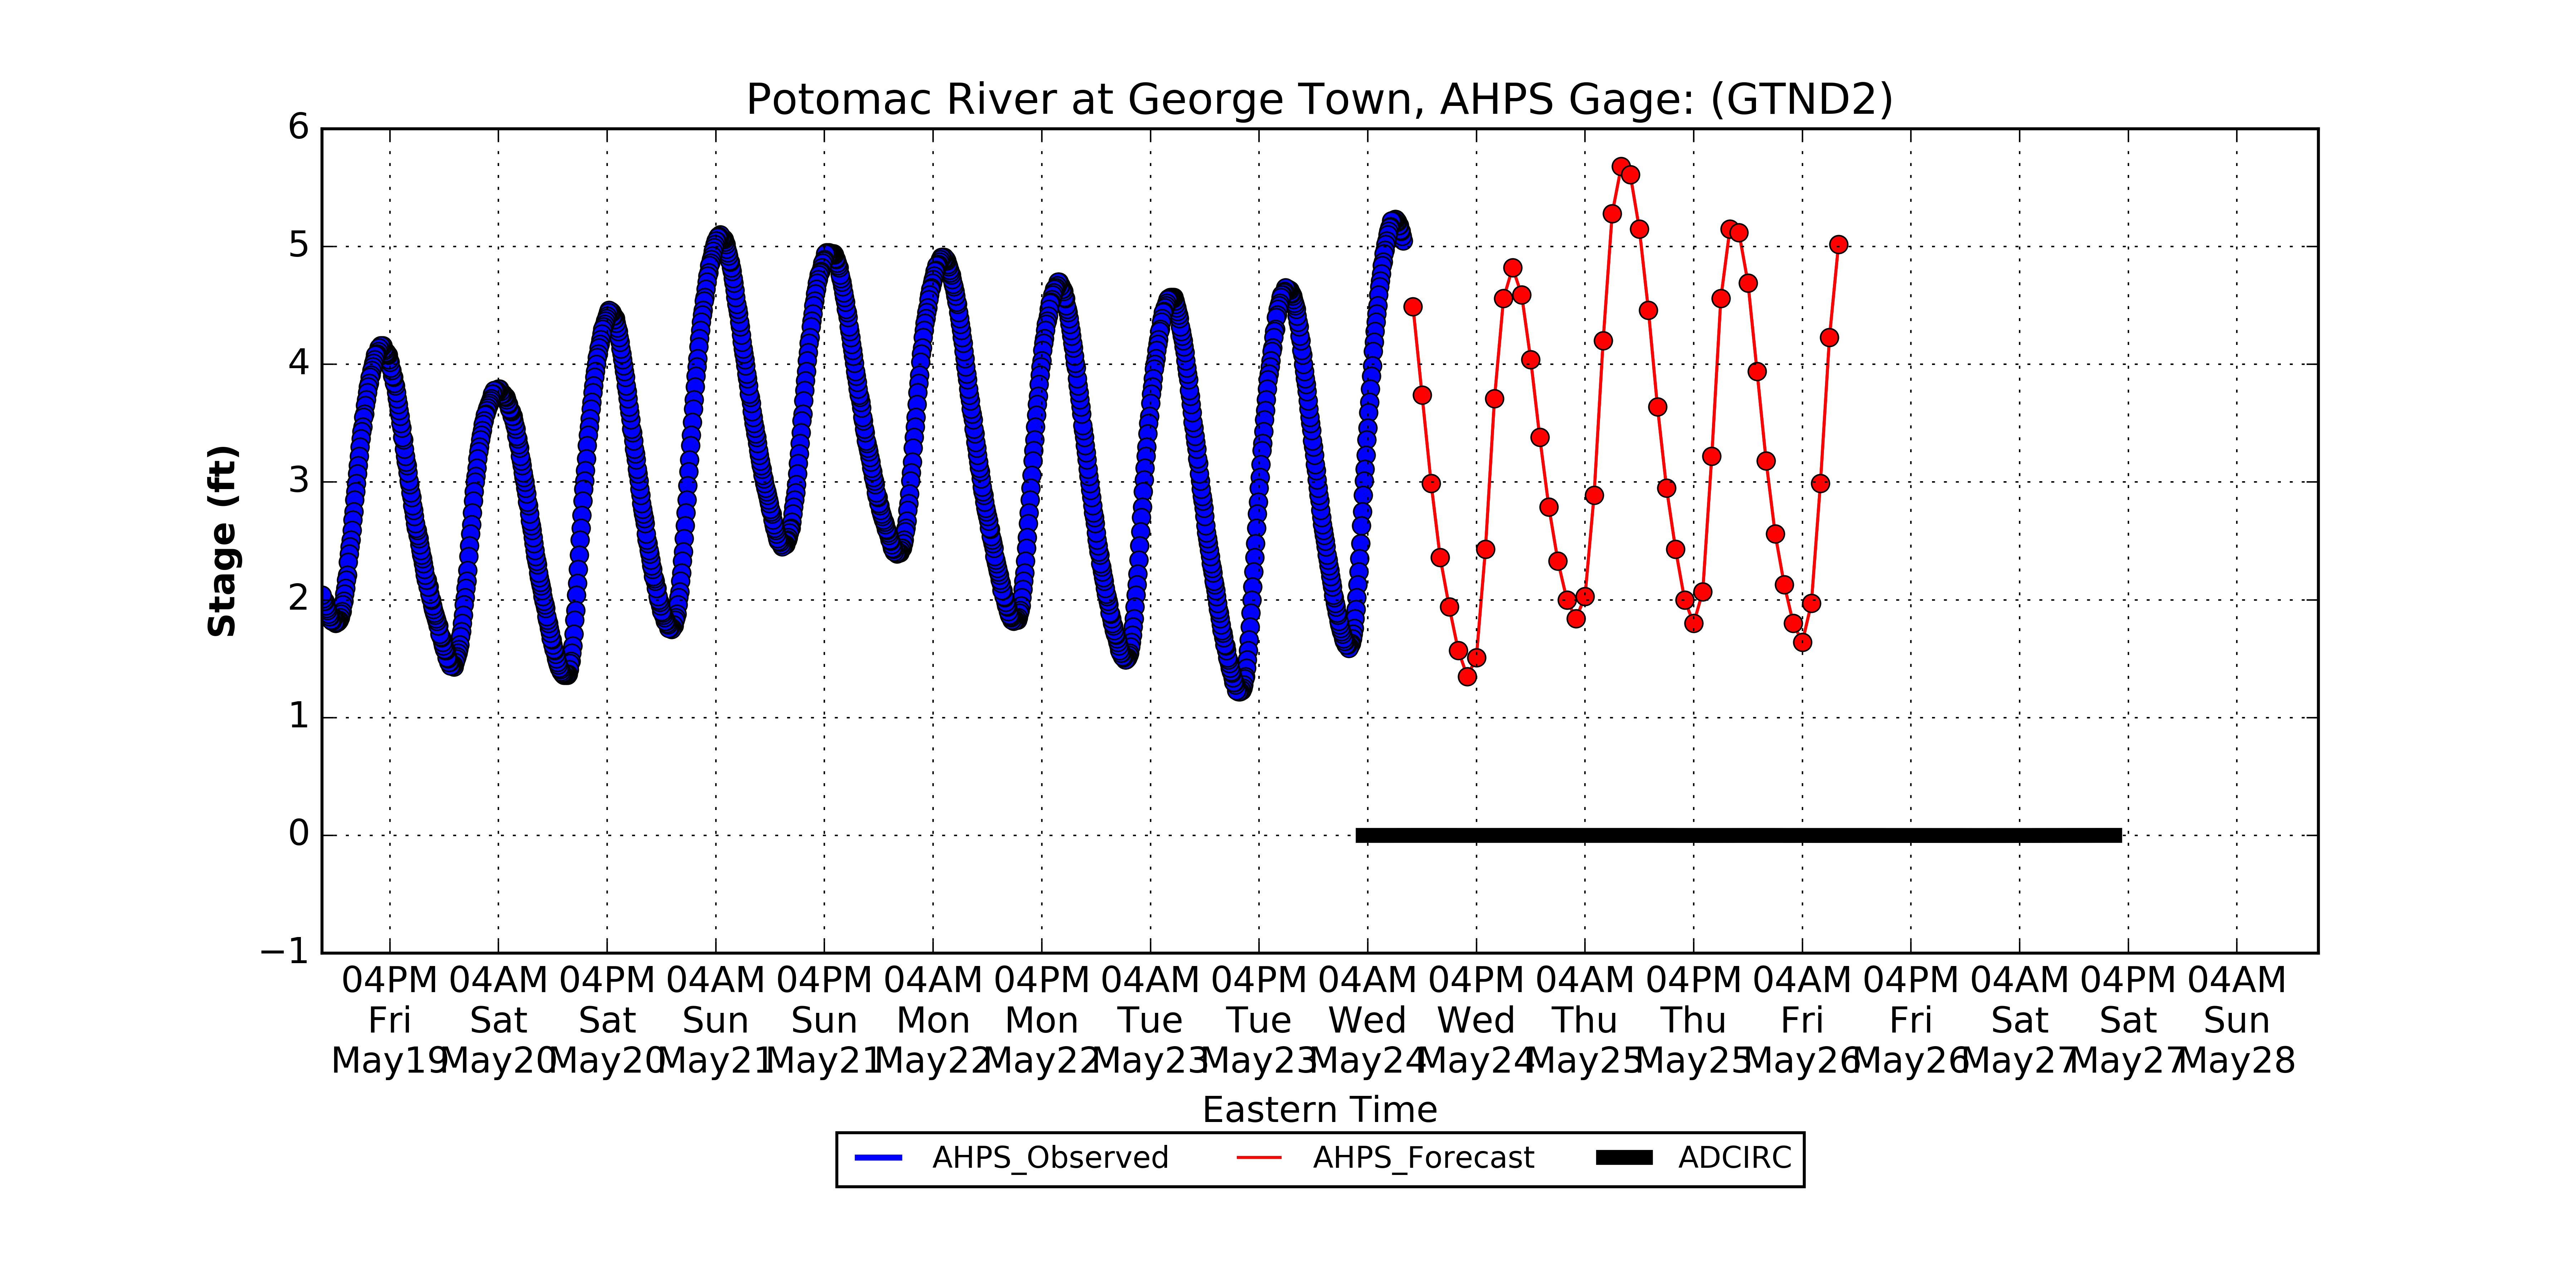 Potomac River at George Town, AHPS Gage: (GTND2)
6
5
4
3
2
1
0
−1
Stage (ft)
04PM 04AM 04PM 04AM 04PM 04AM 04PM 04AM 04PM 04AM 04PM 04AM 04PM 04AM 04PM 04AM 04PM 04AM
Fri Sat Sat Sun Sun Mon Mon Tue Tue Wed Wed Thu Thu Fri Fri Sat Sat Sun
May19 May20 May20 May21 May21 May22 May22 May23 May23 May24 May24 May25 May25 May26 May26 May27 May27 May28
Eastern Time
AHPS_Observed AHPS_Forecast ADCIRC